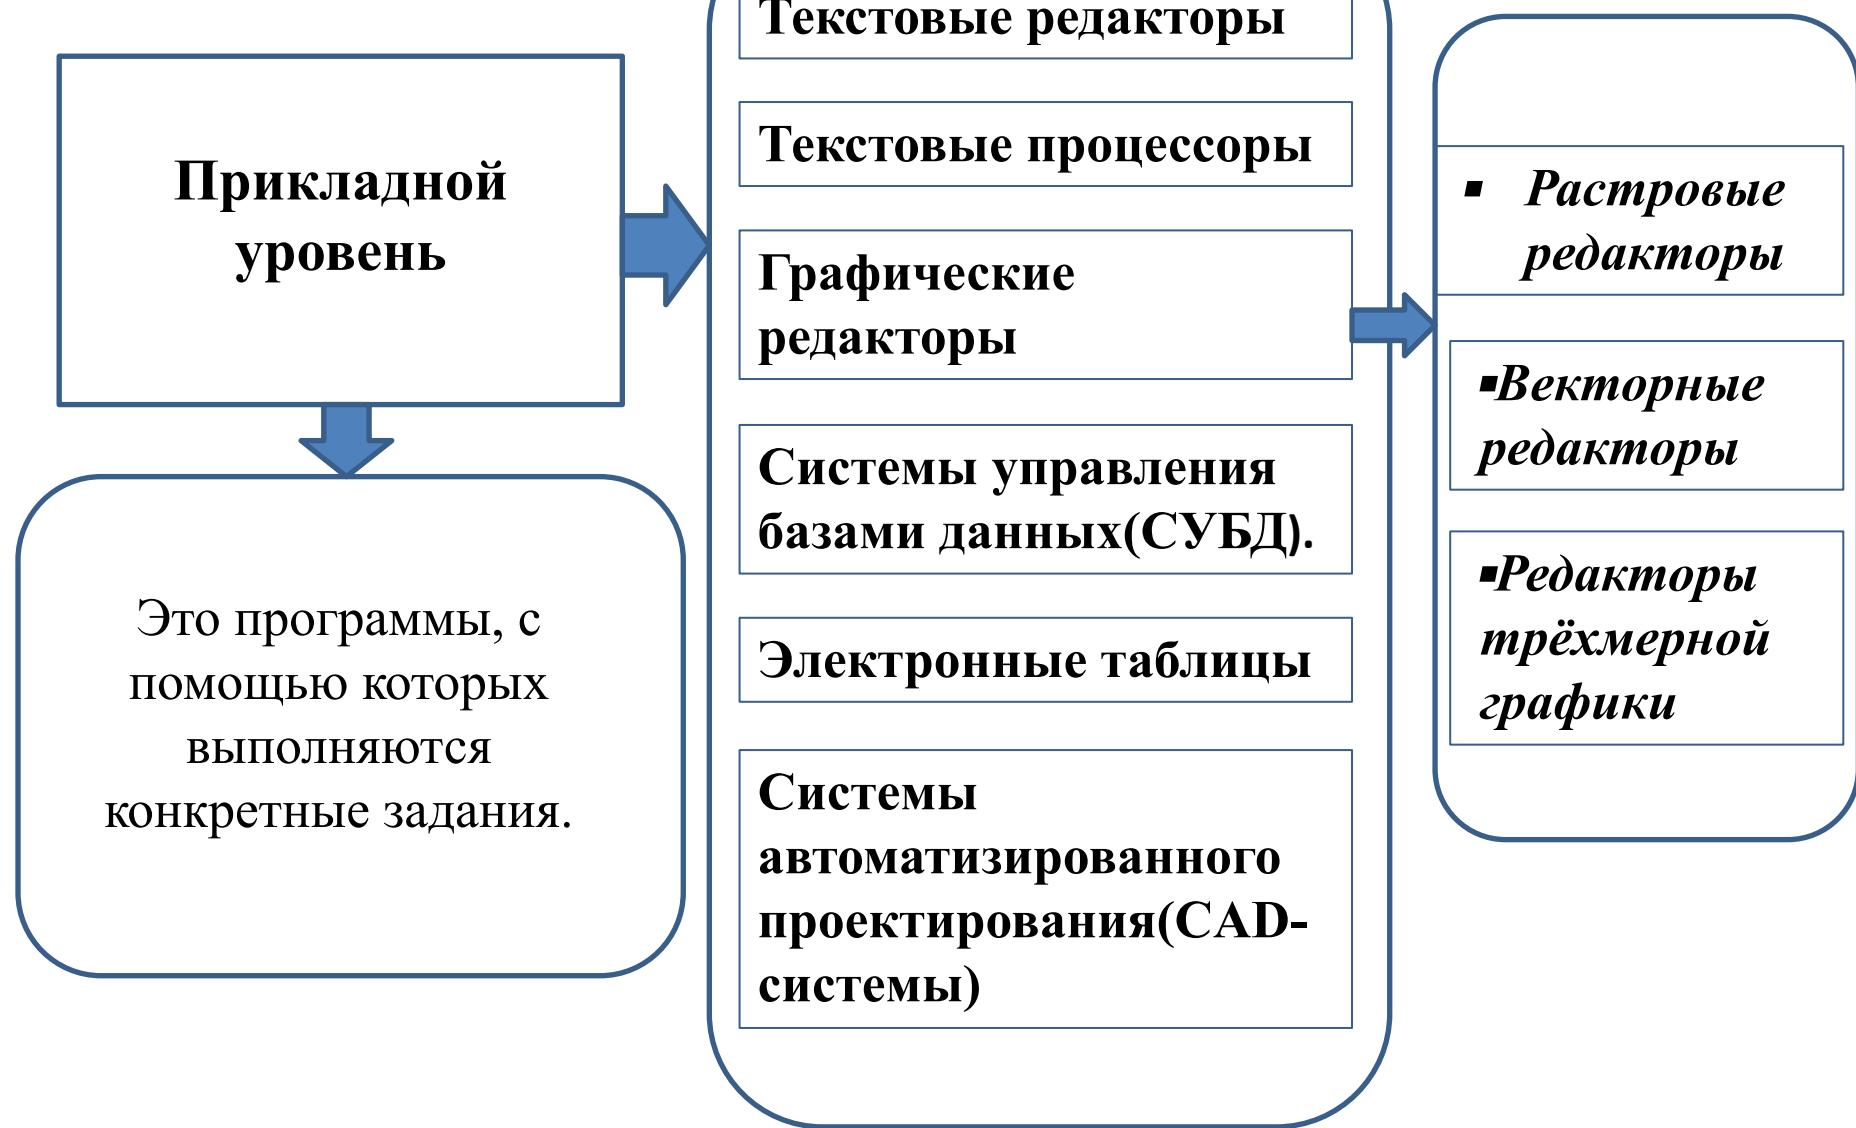 Прикладной
уровень
Это программы, с
помощью которых
выполняются
конкретные задания.
Текстовые редакторы
Текстовые процессоры
Графические
редакторы
Системы управления
базами данных(СУБД).
Электронные таблицы
Системы
автоматизированного
проектирования(CAD-
системы)
▪ Растровые
редакторы
▪Векторные
редакторы
▪Редакторы
трёхмерной
графики